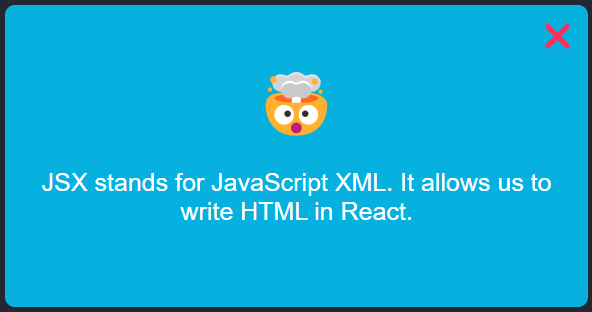 JSX stands for JavaScript XML. It allows us to
write HTML in React.